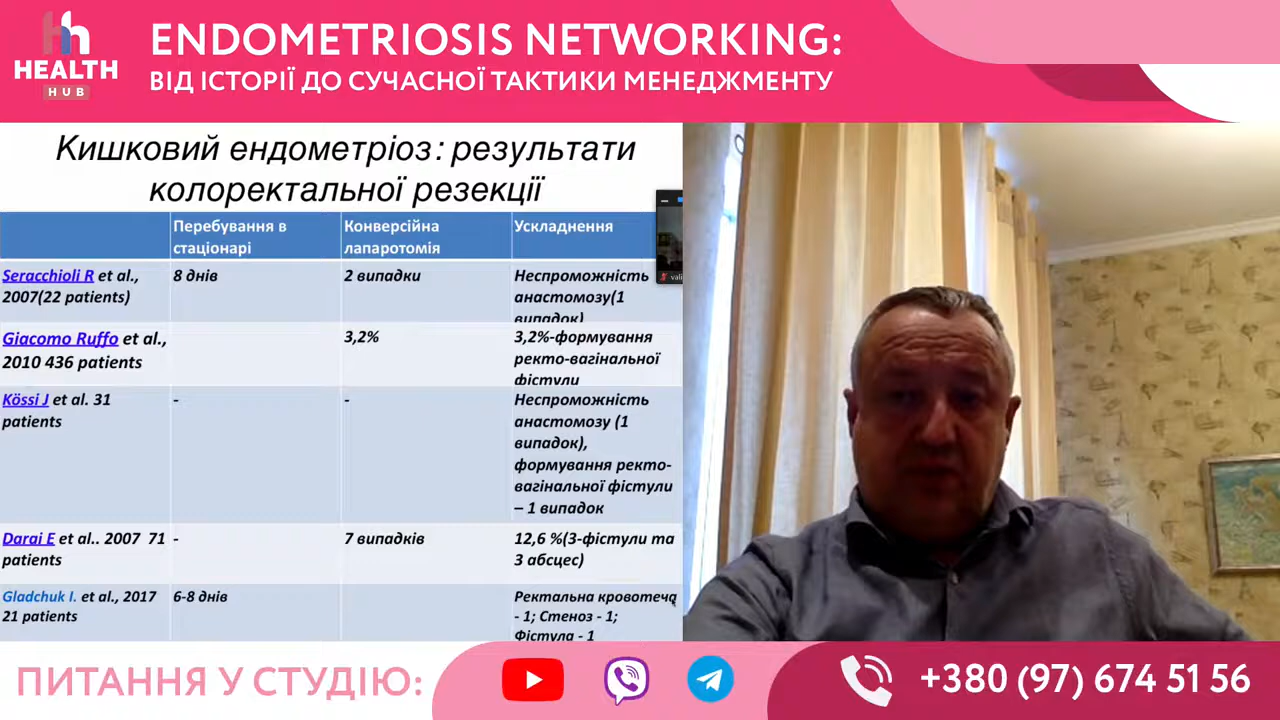 HEALTH
HUB
ENDOMETRIOSIS NETWORKING:
ВІД ІСТОРІЇ ДО СУЧАСНОЇ ТАКТИКИ МЕНЕДЖМЕНТУ
Кишковий ендометріоз: результати
колоректальної резекції
Перебування в
стаціонарі
Конверсійна
лапаротомія
Ускладнення
Seracchioli R et al.,
2007(22 patients)
8 днів
2 випадки
Неспроможність
анастомозу(1
випадок)
Giacomo Ruffo et al.,
2010 436 patients
3,2%
3,2%-формування
ректо-вагінальної
фістули
Kössi J et al. 31
patients
-
-
Неспроможність
анастомозу (1
випадок),
формування ректо-
вагінальної фістули
– 1 випадок
Darai E et al.. 2007 71
patients
-
7 випадків
12,6 %(3-фістули та
3 абсцес)
Gladchuk I. et al., 2017
21 patients
6-8 днів
Ректальна кровотеча
- 1; Стеноз - 1;
Фістула - 1
ПИТАННЯ У СТУДІЮ:
+380 (97) 674 51 56